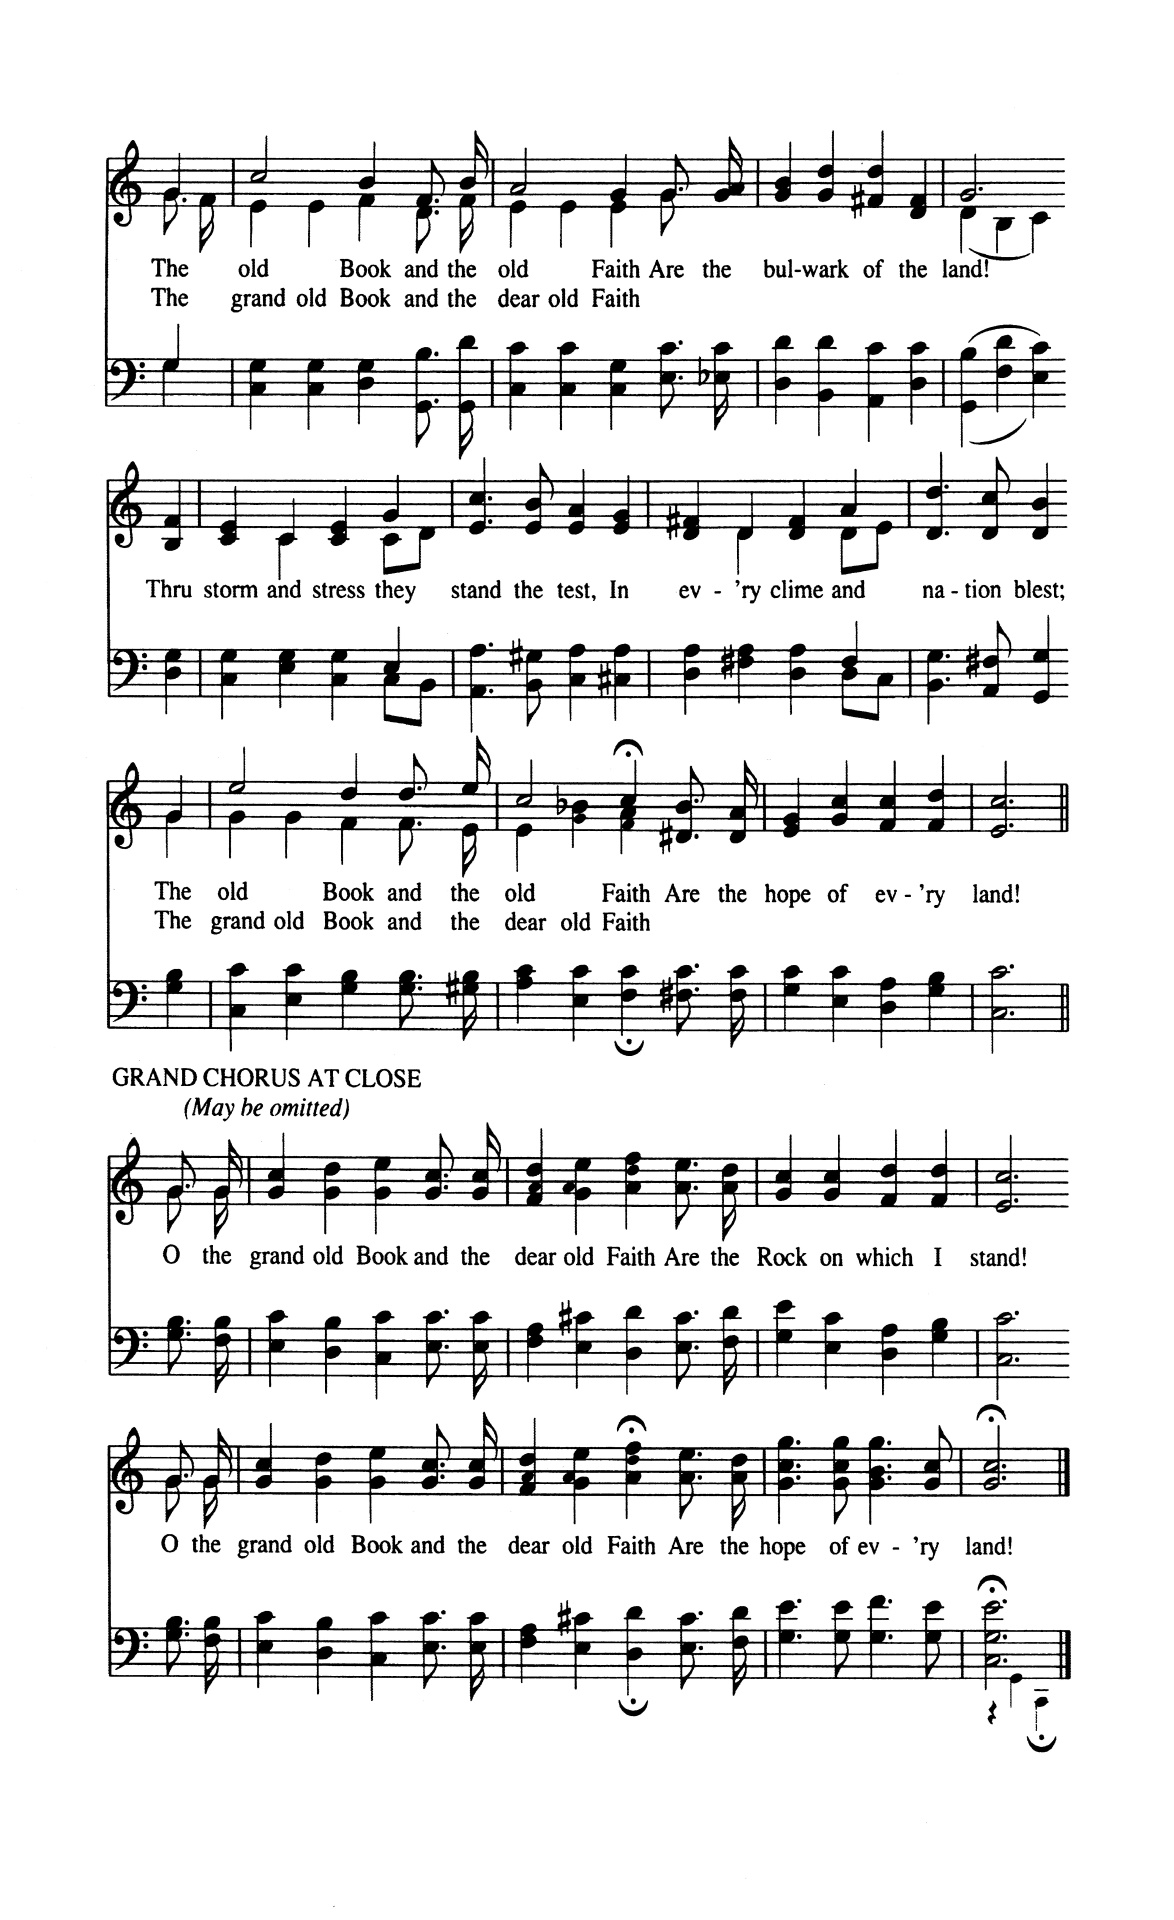 The old Book and the old Faith Are the bul-wark of the land!
The grand old Book and the dear old Faith
Thru storm and stress they stand the test, In ev - 'ry clime and na - tion blest;
The old Book and the old Faith Are the hope of ev - 'ry land!
The grand old Book and the dear old Faith
GRAND CHORUS AT CLOSE
(May be omitted)
O the grand old Book and the dear old Faith Are the Rock on which I stand!
O the grand old Book and the dear old Faith Are the hope of ev - 'ry land!